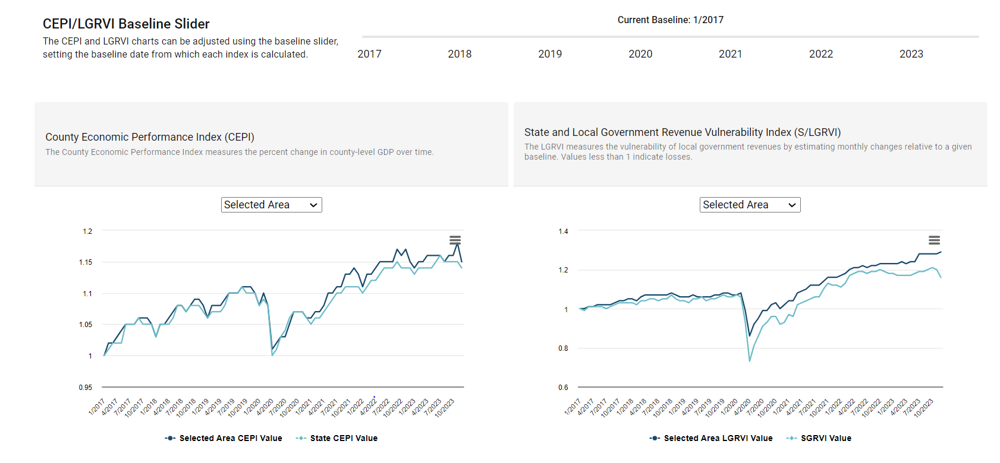 CEPI/LGRVI Baseline Slider
The CEPI and LGRVI charts can be adjusted using the baseline slider,
setting the baseline date from which each index is calculated.
Current Baseline: 1/2017
2017 2018 2019 2020 2021 2022 2023
County Economic Performance Index (CEPI)
The County Economic Performance Index measures the percent change in county-level GDP over time.
State and Local Government Revenue Vulnerability Index (S/LGRVI)
The LGRVI measures the vulnerability of local government revenues by estimating monthly changes relative to a given
baseline. Values less than 1 indicate losses.
Selected Area
1.2
1.15
1.1
1.05
1
0.95
1/2017 4/2017 7/2017 10/2017 1/2018 4/2018 7/2018 10/2018 1/2019 4/2019 7/2019 10/2019 1/2020 4/2020 7/2020 10/2020 1/2021 4/2021 7/2021 10/2021 1/2022 4/2022 7/2022 10/2022 1/2023 4/2023 7/2023 10/2023
Selected Area CEPI Value State CEPI Value
Selected Area
1.4
1.2
1
0.8
0.6
1/2017 4/2017 7/2017 10/2017 1/2018 4/2018 7/2018 10/2018 1/2019 4/2019 7/2019 10/2019 1/2020 4/2020 7/2020 10/2020 1/2021 4/2021 7/2021 10/2021 1/2022 4/2022 7/2022 10/2022 1/2023 4/2023 7/2023 10/2023
Selected Area LGRVI Value SGRVI Value